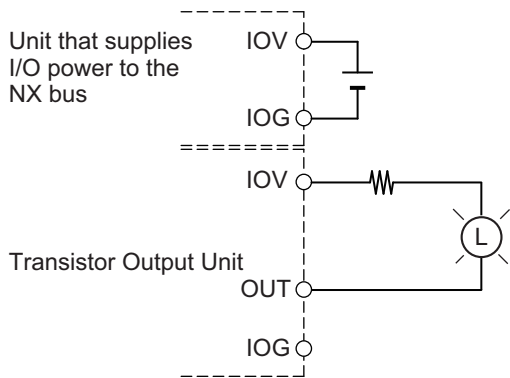 Unit that supplies
I/O power to the
NX bus
IOV
IOG
IOV
L
Transistor Output Unit
OUT
IOG